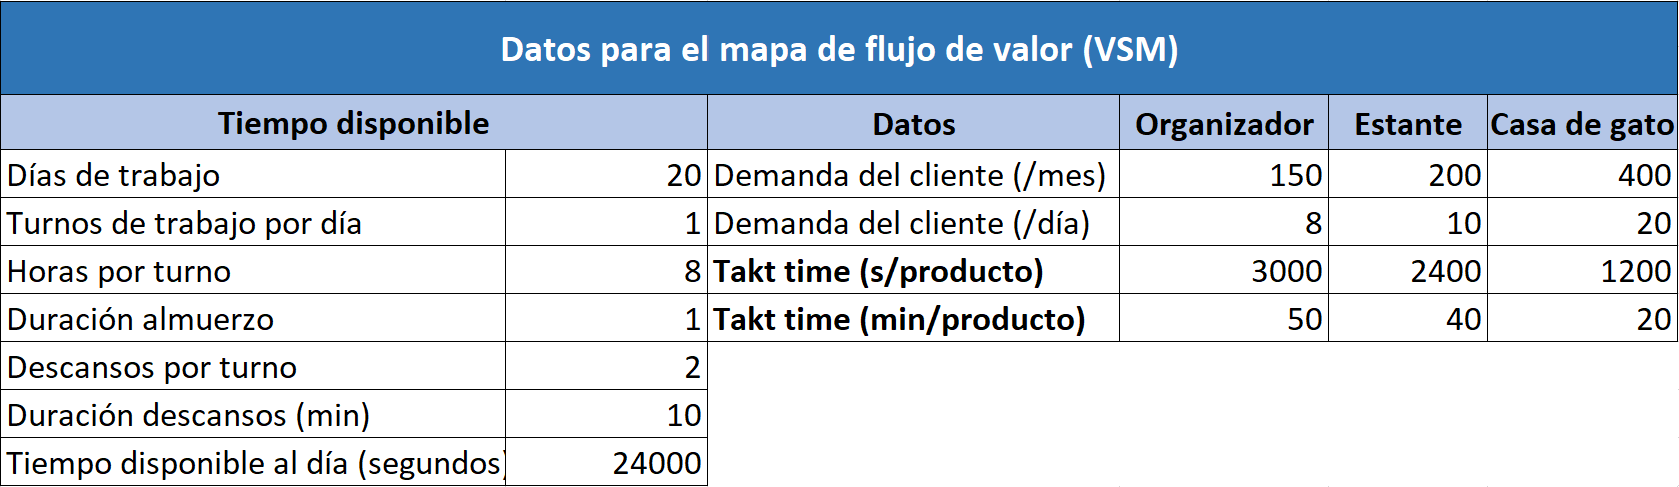 Datos para el mapa de flujo de valor (VSM)
Tiempo disponible Datos Organizador Estante Casa de gato
Días de trabajo 20 Demanda del cliente (/mes) 150 200 400
Turnos de trabajo por día 1 Demanda del cliente (/día) 8 10 20
Horas por turno 8 Takt time (s/producto) 3000 2400 1200
Duración almuerzo 1 Takt time (min/producto) 50 40 20
Descansos por turno 2
Duración descansos (min) 10
Tiempo disponible al día (segundos) 24000